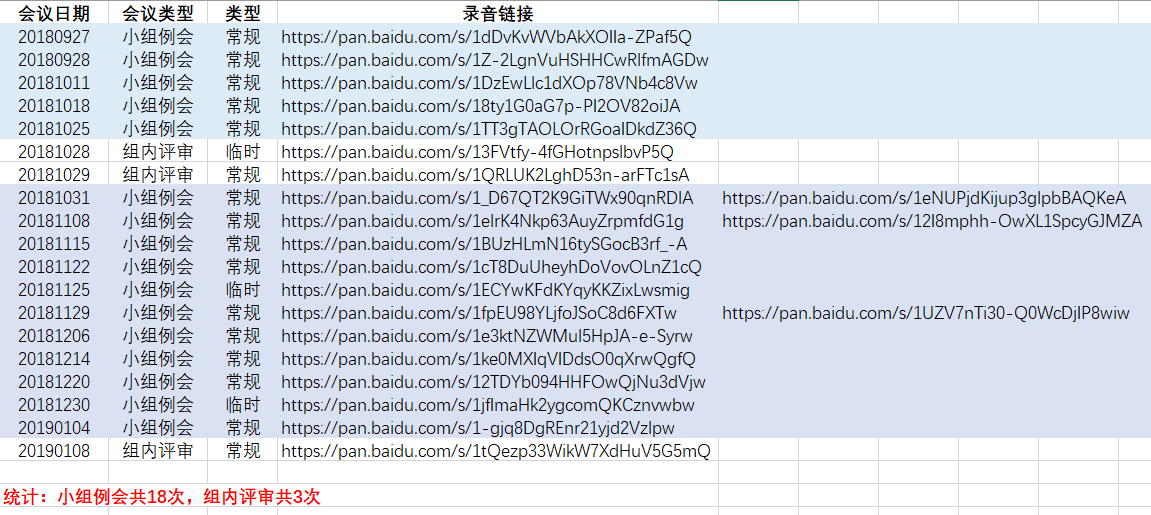 会议日期 会议类型 类型 录音链接
20180927 小组例会 常规 https://pan.baidu.com/s/1dDvKvWVbAkXOlIa-ZPaf5Q
20180928 小组例会 常规 https://pan.baidu.com/s/1Z-2LgnVuHSHHCwRlfmAGDw
20181011 小组例会 常规 https://pan.baidu.com/s/1DzEwLlc1dXOp78VNb4c8Vw
20181018 小组例会 常规 https://pan.baidu.com/s/18ty1G0aG7p-PI2OV82oiJA
20181025 小组例会 常规 https://pan.baidu.com/s/1TT3gTAOLOrRGoaIDkdZ36Q
20181028 组内评审 临时 https://pan.baidu.com/s/13FVtfy-4fGHotnpsIbvP5Q
20181029 组内评审 常规 https://pan.baidu.com/s/1QRLUK2LghD53n-arFTc1sA
20181031 小组例会 常规 https://pan.baidu.com/s/1_D67QT2K9GiTWx90qnRDlA https://pan.baidu.com/s/1eNUPjdKijup3glpbBAQKeA
20181108 小组例会 常规 https://pan.baidu.com/s/1elrK4Nkp63AuyZrpmfdG1g https://pan.baidu.com/s/12I8mphh-OwXL1SpcyGJMZA
20181115 小组例会 常规 https://pan.baidu.com/s/1BUzHLmN16tySGocB3rf_-A
20181122 小组例会 常规 https://pan.baidu.com/s/1cT8DuUheyhDoVovOLnZ1cQ
20181125 小组例会 临时 https://pan.baidu.com/s/1ECYwKFdKYqyKKZixLwsmig
20181129 小组例会 常规 https://pan.baidu.com/s/1fpEU98YLjfoJSoC8d6FXTw https://pan.baidu.com/s/1UZV7nTi30-Q0WcDjIP8wiw
20181206 小组例会 常规 https://pan.baidu.com/s/1e3ktNZWMuI5HpJA-e-Syrw
20181214 小组例会 常规 https://pan.baidu.com/s/1ke0MXIqVIDdsO0qXrwQgfQ
20181220 小组例会 常规 https://pan.baidu.com/s/12TDYb094HHFOwQjNu3dVjw
20181230 小组例会 临时 https://pan.baidu.com/s/1jfImaHk2ygcomQKCznvwbw
20190104 小组例会 常规 https://pan.baidu.com/s/1-gjq8DgREnr21yjd2Vzlpw
20190108 组内评审 常规 https://pan.baidu.com/s/1tQezp33WikW7XdHuV5G5mQ
统计：小组例会共18次，组内评审共3次